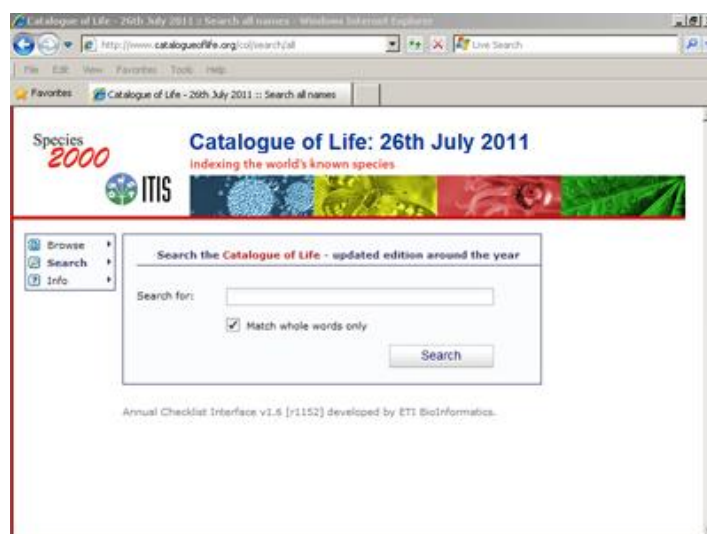 Catalogue of Life - 26th July 2011 :: Search all names - Windows Internet Explorer
http://www.catalogueoflife.org/col/search/all
Live Search
File Edit View Favorites Tools Help
Favorites
Catalogue of Life - 26th July 2011 :: Search all names
Species
2000
ITIS
Catalogue of Life: 26th July 2011
indexing the world's known species
Browse
Search
Info
Search the Catalogue of Life - updated edition around the year
Search for:
Match whole words only
Search
Annual Checklist Interface v1.6 [r1152] developed by ETI BioInformatics.